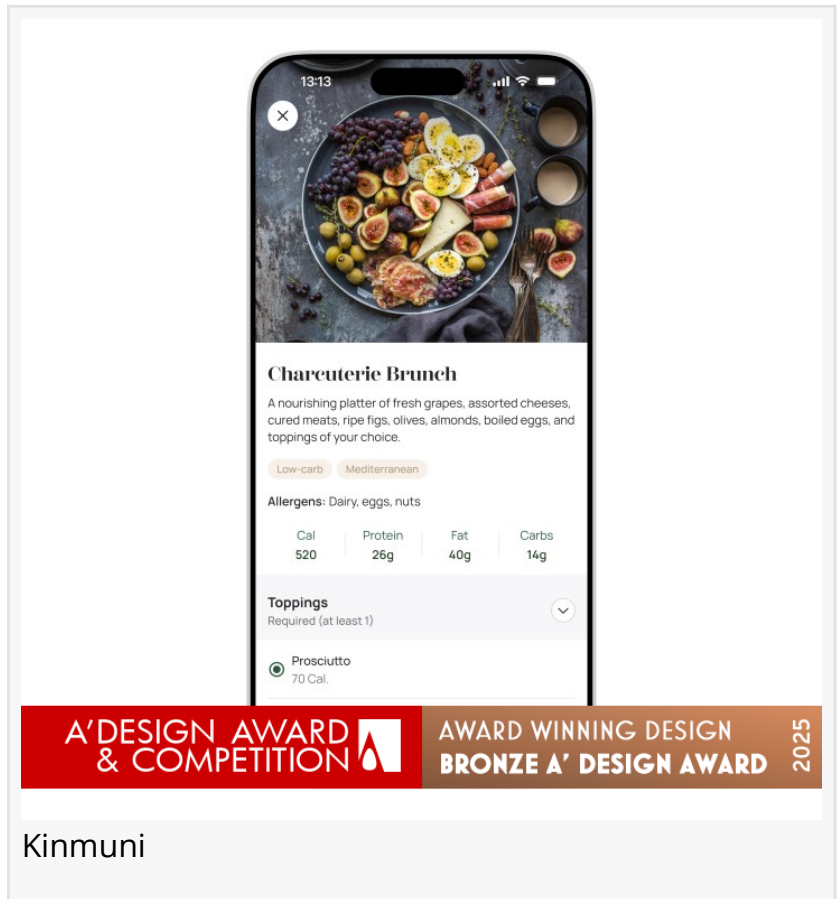 13:13
Charcuterie Brunch
A nourishing platter of fresh grapes, assorted cheeses,
cured meats, ripe figs, olives, almonds, boiled eggs, and
toppings of your choice.
Low-carb Mediterranean
Allergens: Dairy, eggs, nuts
Cal Protein Fat Carbs
520 26g 40g 14g
Toppings
Required (at least 1)
Prosciutto
70 Cal.
A'DESIGN AWARD
& COMPETITION
AWARD WINNING DESIGN
BRONZE A' DESIGN AWARD
2025
Kinmuni